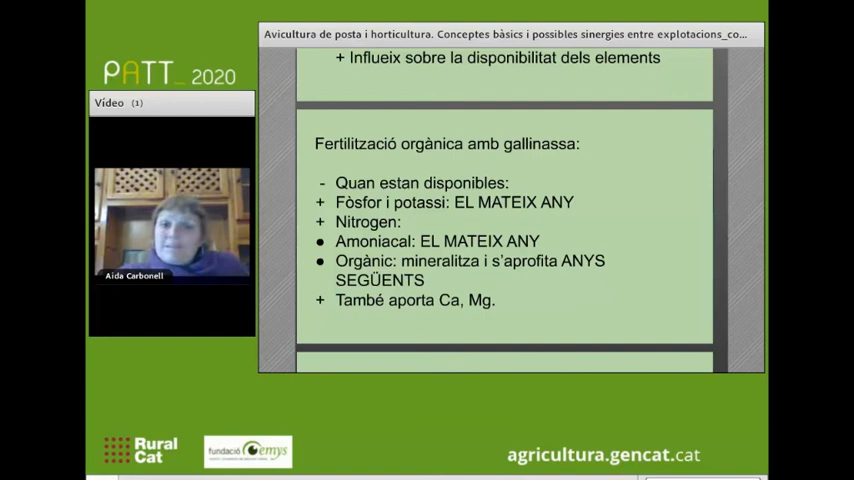 PATT_ 2020
Vídeo (1)
Aida Carbonell
Avicultura de posta i horticultura. Conceptes bàsics i possibles sinergies entre explotacions_co...
+ Influeix sobre la disponibilitat dels elements
Fertilització orgànica amb gallinassa:
- Quan estan disponibles:
+ Fòsfor i potassi: EL MATEIX ANY
+ Nitrogen:
● Amoniacal: EL MATEIX ANY
● Orgànic: mineralitza i s’aprofita ANYS
SEGÜENTS
+ També aporta Ca, Mg.
Rural
Cat
fundació emys
agricultura.gencat.cat